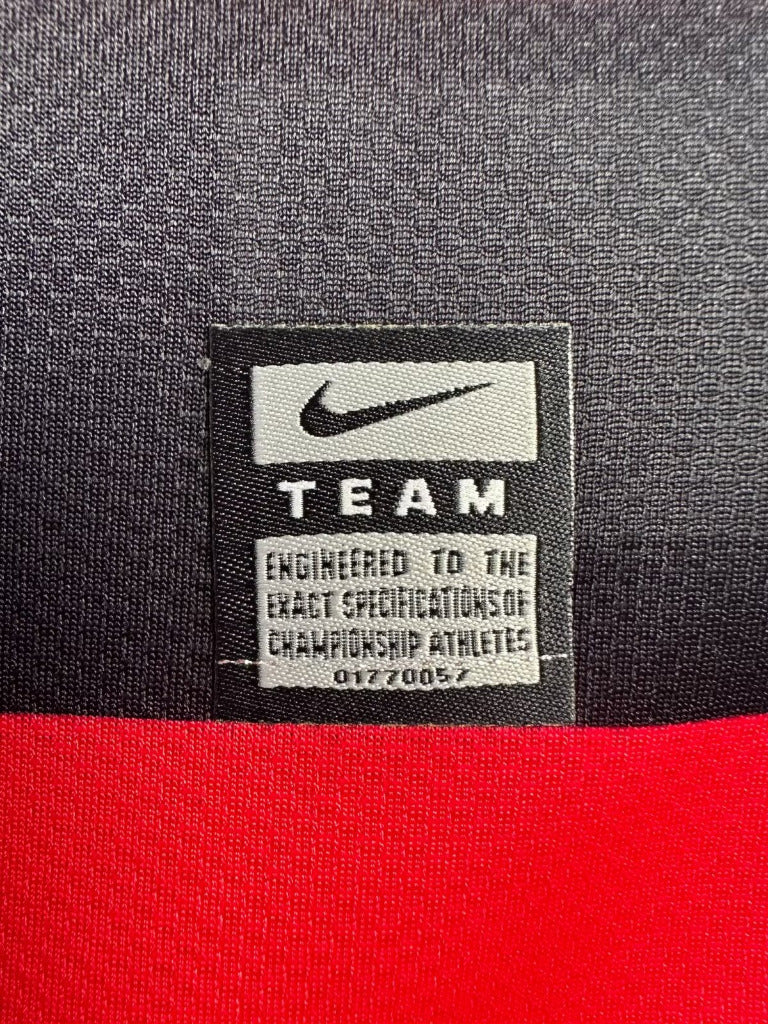 TEAM
ENGINEERED TO THE
EXACT SPECIFICATIONS OF
CHAMPIONSHIP ATHLETES
01770057